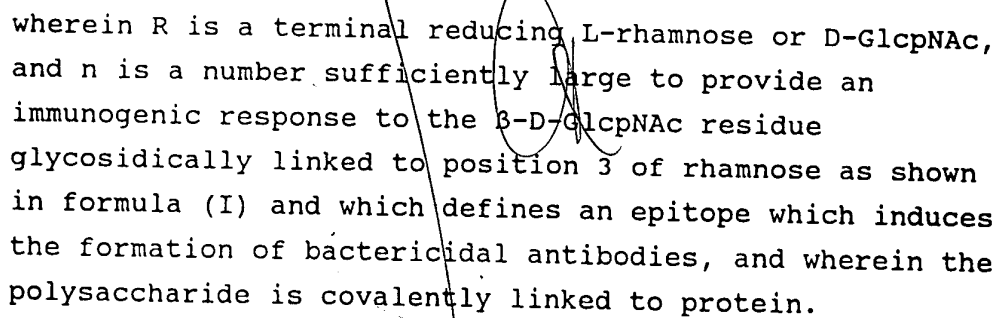 wherein R is a terminal reducing L-rhamnose or D-GlcpNAc,
and n is a number sufficiently large to provide an
immunogenic response to the β-D-GlcpNAc residue
glycosidically linked to position 3 of rhamnose as shown
in formula (I) and which defines an epitope which induces
the formation of bactericidal antibodies, and wherein the
polysaccharide is covalently linked to protein.